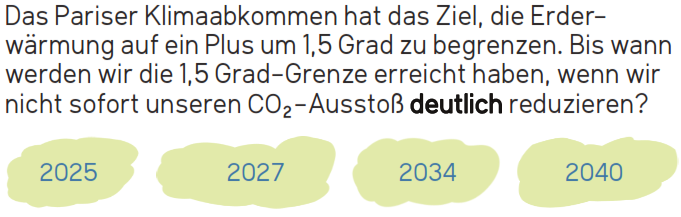 Das Pariser Klimaabkommen hat das Ziel, die Erder–
wärmung auf ein Plus um 1,5 Grad zu begrenzen. Bis wann
werden wir die 1,5 Grad–Grenze erreicht haben, wenn wir
nicht sofort unseren CO₂–Ausstoß deutlich reduzieren?
2025 2027 2034 2040